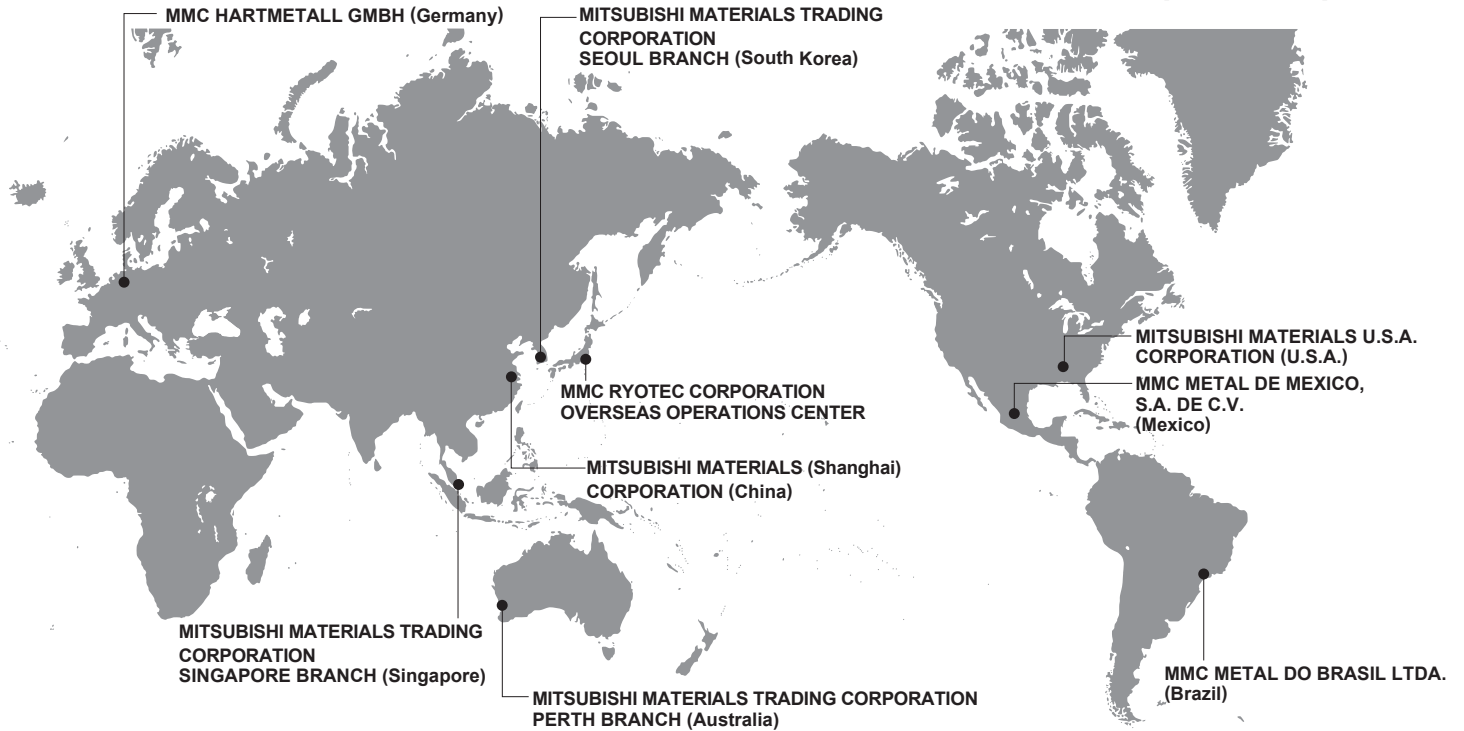 MMC HARTMETALL GMBH (Germany)
MITSUBISHI MATERIALS TRADING
CORPORATION
SEOUL BRANCH (South Korea)
MITSUBISHI MATERIALS U.S.A.
CORPORATION (U.S.A.)
MMC METAL DE MEXICO,
S.A. DE C.V.
(Mexico)
MMC RYOTEC CORPORATION
OVERSEAS OPERATIONS CENTER
MITSUBISHI MATERIALS (Shanghai)
CORPORATION (China)
MITSUBISHI MATERIALS TRADING
CORPORATION
SINGAPORE BRANCH (Singapore)
MITSUBISHI MATERIALS TRADING CORPORATION
PERTH BRANCH (Australia)
MMC METAL DO BRASIL LTDA.
(Brazil)